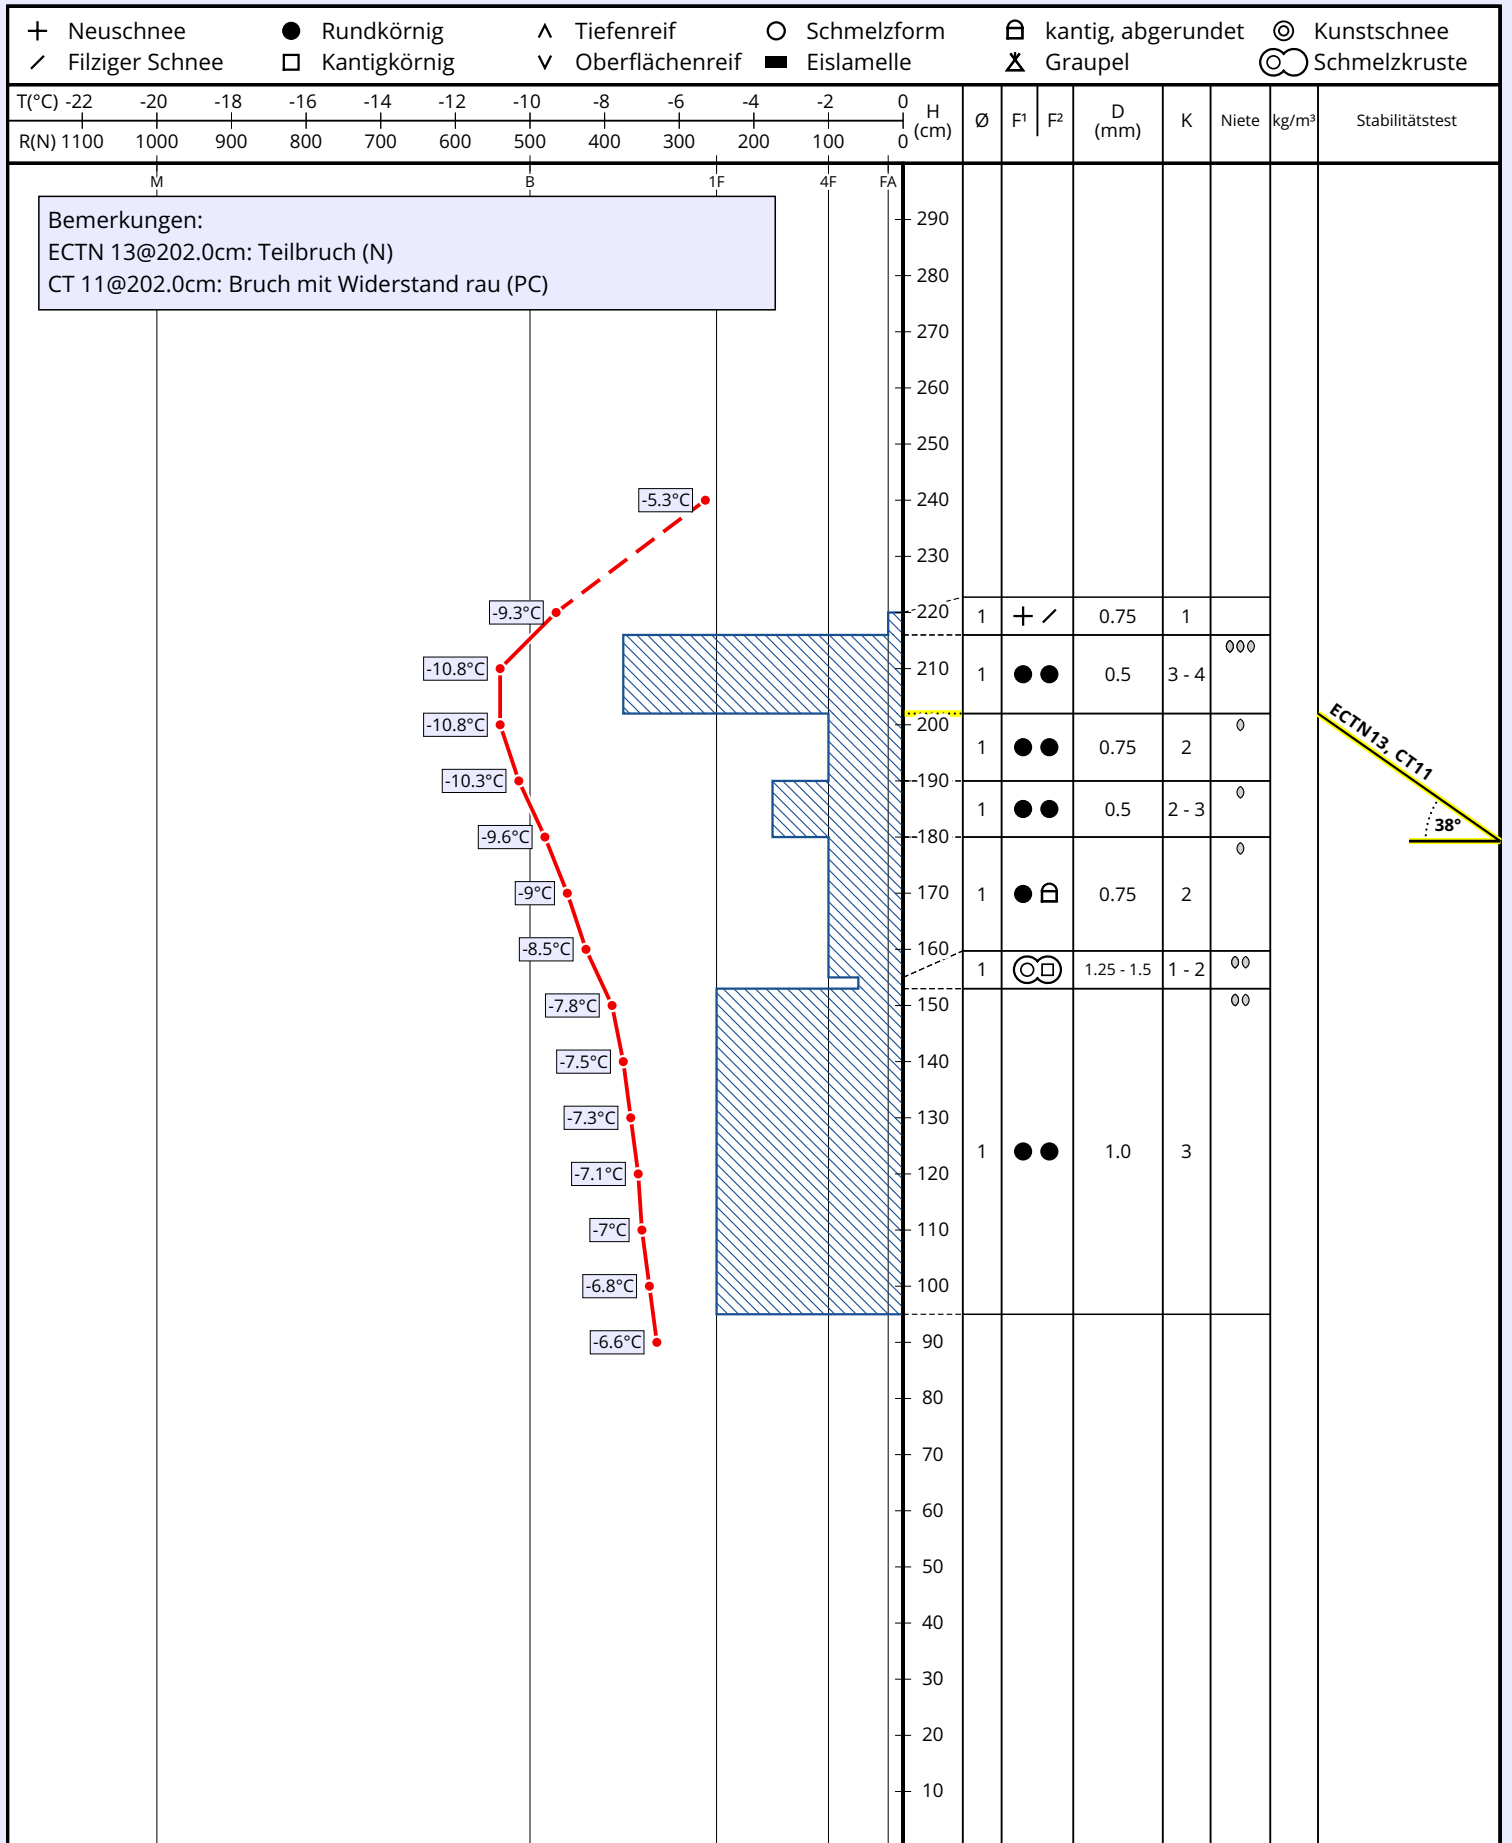 Neuschnee Rundkörnig Tiefenreif Schmelzform kantig, abgerundet Kunstschnee
Filziger Schnee Kantigkörnig Oberflächenreif Eislamelle Graupel Schmelzkruste
T(°C) -22 -20 -18 -16 -14 -12 -10 -8 -6 -4 -2 0
R(N) 1100 1000 900 800 700 600 500 400 300 200 100 0
H (cm) Ø F¹ F² D (mm) K Niete kg/m³ Stabilitätstest
M B 1F 4F FA
Bemerkungen:
ECTN 13@202.0cm: Teilbruch (N)
CT 11@202.0cm: Bruch mit Widerstand rau (PC)
290
280
270
260
250
-5.3°C 240
230
-9.3°C 220 1 0.75 1
-10.8°C 210 1 0.5 3 - 4
-10.8°C 200 1 0.75 2
ECTN13, CT11
-10.3°C 190 1 0.5 2 - 3
38°
-9.6°C 180
-9°C 170 1 0.75 2
-8.5°C 160 1 1.25 - 1.5 1 - 2
-7.8°C 150
-7.5°C 140
-7.3°C 130
1 1.0 3
-7.1°C 120
-7°C 110
-6.8°C 100
-6.6°C 90
80
70
60
50
40
30
20
10